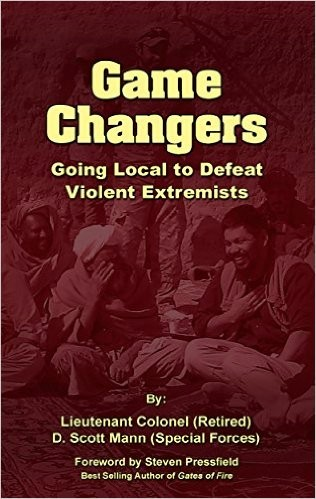 Game
Changers
Going Local to Defeat
Violent Extremists
By:
Lieutenant Colonel (Retired)
D. Scott Mann (Special Forces)
Foreword by Steven Pressfield
Best Selling Author of Gates of Fire